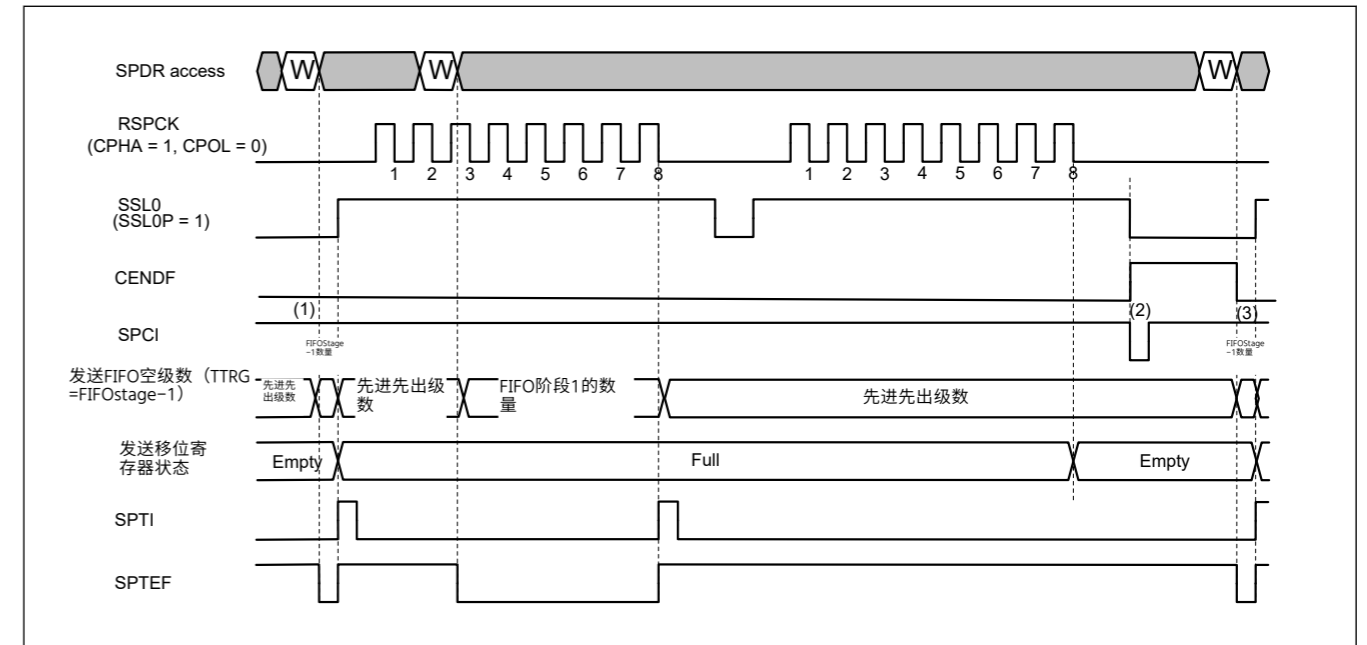 SPDR access
W
W
W
RSPCK
(CPHA = 1, CPOL = 0)
1 2 3 4 5 6 7 8
1 2 3 4 5 6 7 8
SSL0
(SSL0P = 1)
CENDF
(1)
(2)
(3)
SPCI
FIFOStage
-1数量
FIFOStage
-1数量
发送FIFO空级数（TTRG
=FIFOstage-1）
先进先
出级数
先进先出级
数
FIFO阶段1的数
量
先进先出级数
发送移位寄
存器状态
Empty
Full
Empty
SPTI
SPTEF